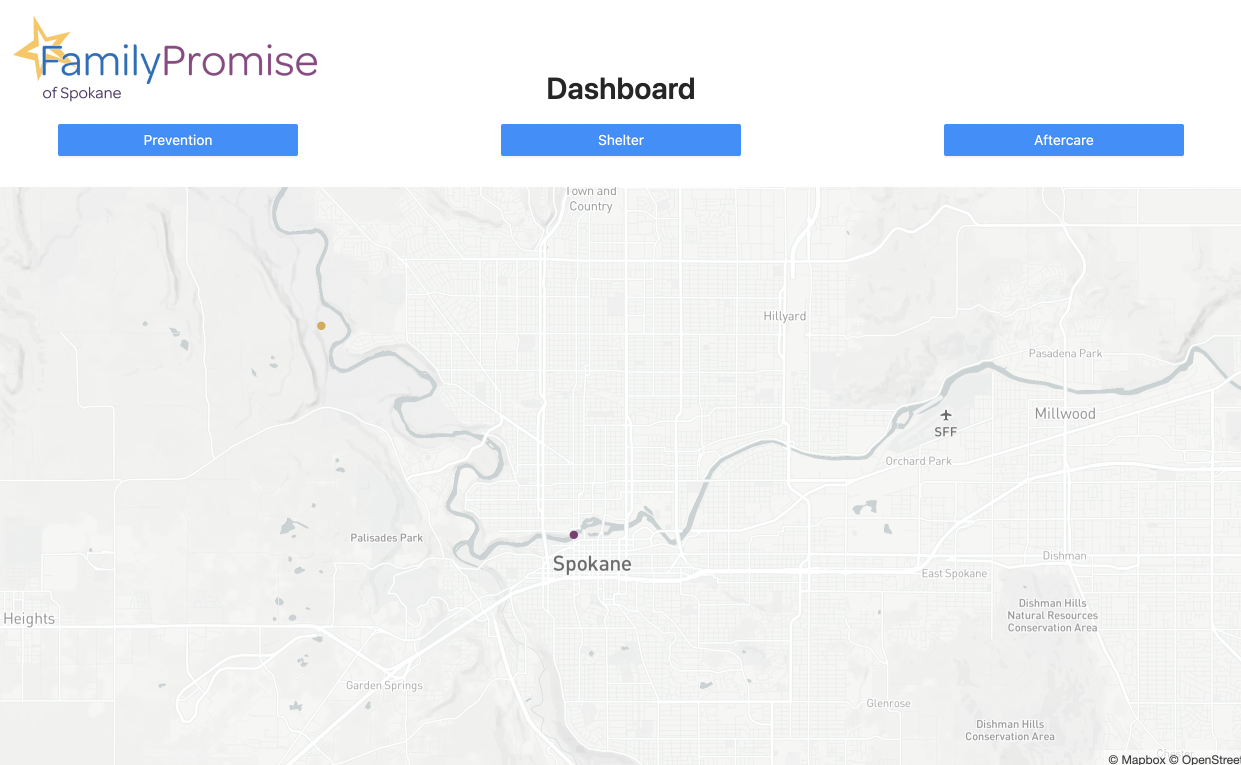 FamilyPromise
of Spokane
Dashboard
Prevention
Shelter
Aftercare
Town and
Country
Hillyard
Pasadena Park
Millwood
SFF
Orchard Park
Palisades Park
Spokane
Dishman
East Spokane
Dishman Hills
Natural Resources
Conservation Area
Heights
Garden Springs
Glenrose
Dishman Hills
Conservation Area
Chester
© Mapbox © OpenStreet